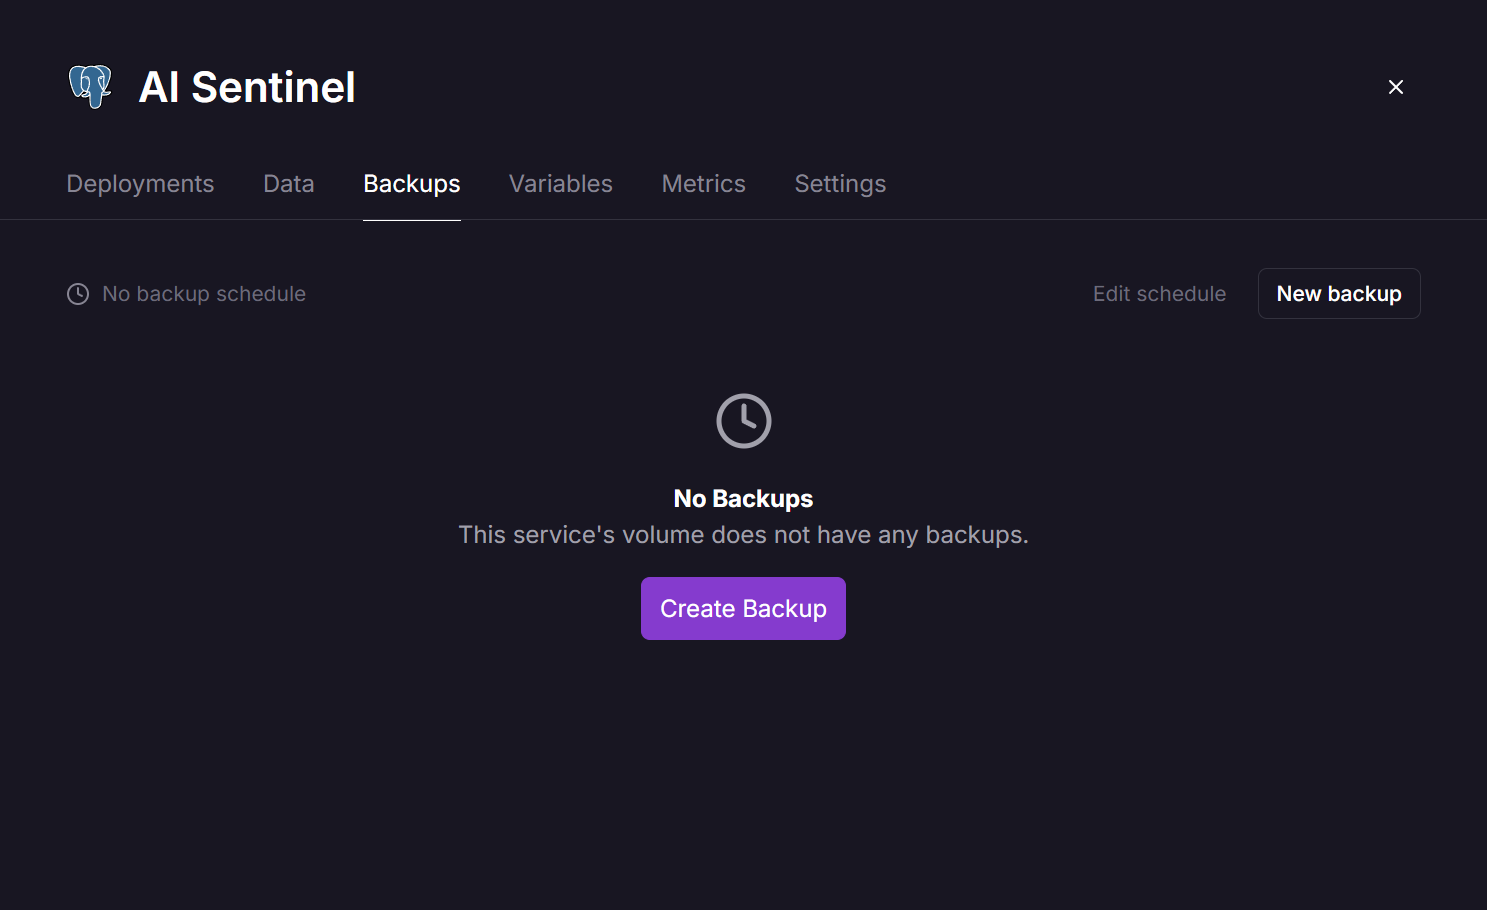 AI Sentinel
Deployments Data Backups Variables Metrics Settings
No backup schedule Edit schedule New backup
No Backups
This service's volume does not have any backups.
Create Backup